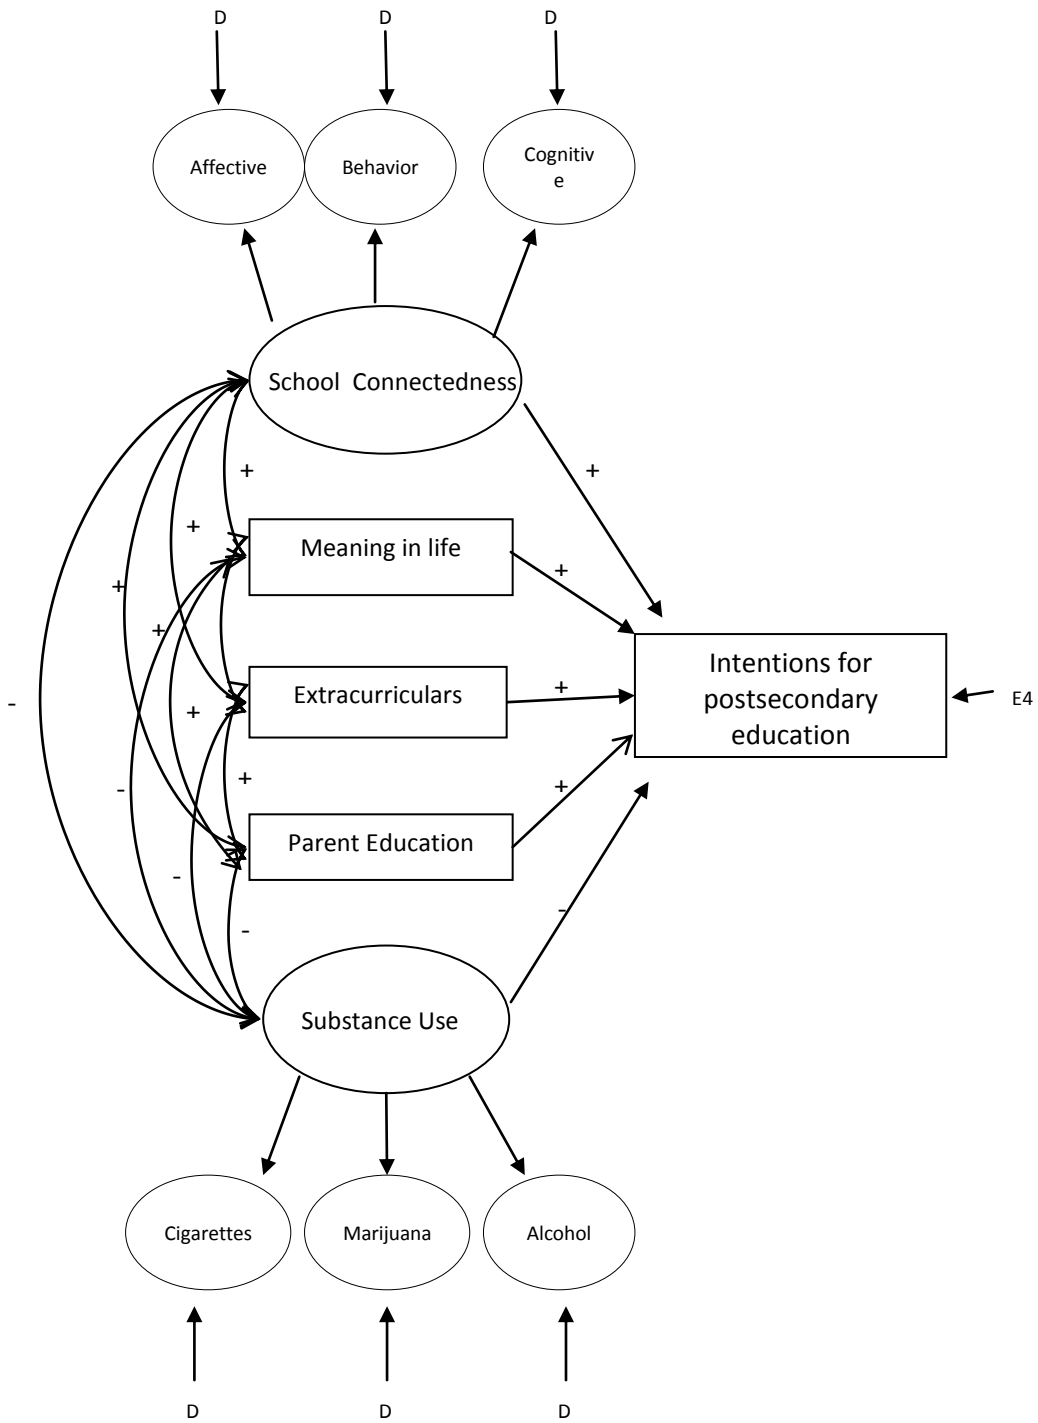 D D D
Affective Behavior Cognitiv
e
School Connectedness
+ +
+
Meaning in life
+
+
+
Intentions for
postsecondary
education
Extracurriculars
+
E4
-
+
+
-
+
Parent Education
-
-
-
Substance Use
Cigarettes Marijuana Alcohol
D D D